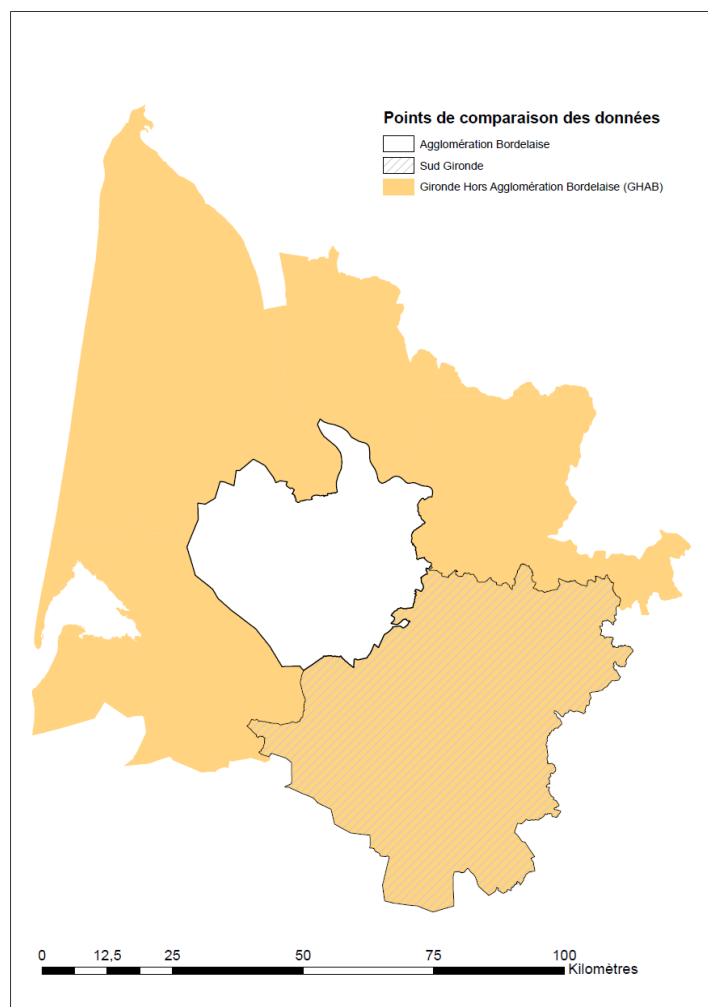 Points de comparaison des données
Agglomération Bordelaise
Sud Gironde
Gironde Hors Agglomération Bordelaise (GHAB)
0 12,5 25 50 75 100
Kilomètres